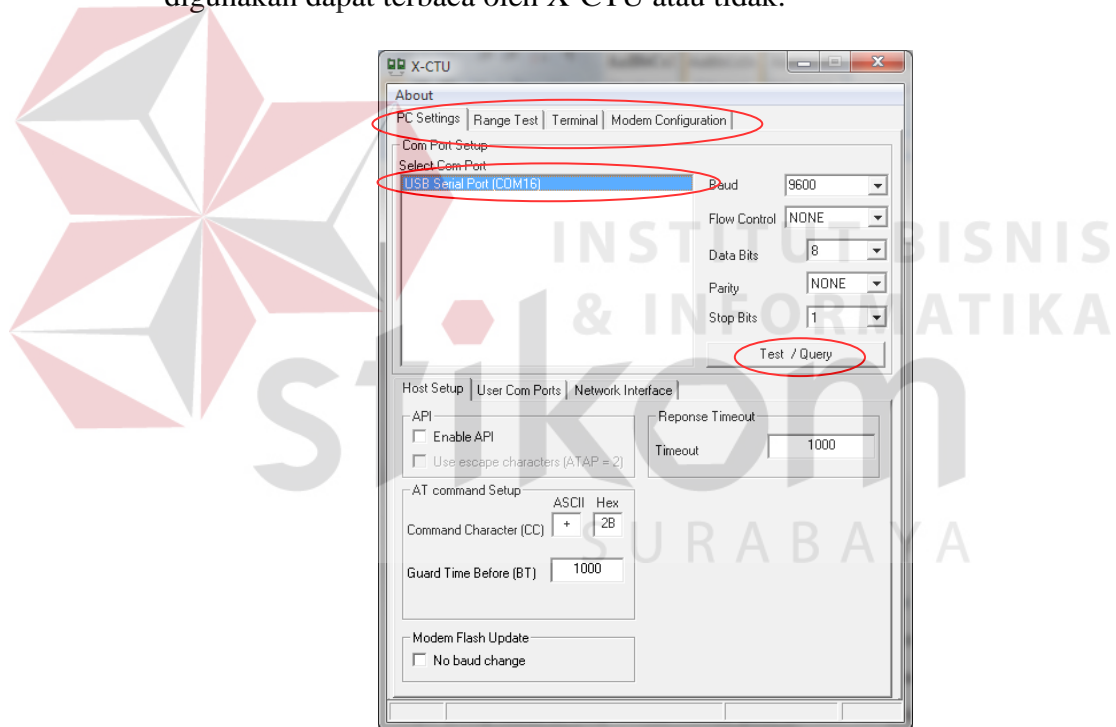 digunakan dapat terbaca oleh X-CTU atau tidak.
X-CTU
About
PC Settings Range Test Terminal Modem Configuration
Com Port Setup
Select Com Port
USB Serial Port (COM16)
Baud 9600
Flow Control NONE
Data Bits 8
Parity NONE
Stop Bits 1
Test / Query
Host Setup User Com Ports Network Interface
API
Enable API
Use escape characters (ATAP = 2)
Reponse Timeout
Timeout 1000
AT command Setup
ASCII Hex
Command Character (CC) + 2B
Guard Time Before (BT) 1000
Modem Flash Update
No baud change
INSTITUT BISNIS
& INFORMATIKA
stikom
SURABAYA